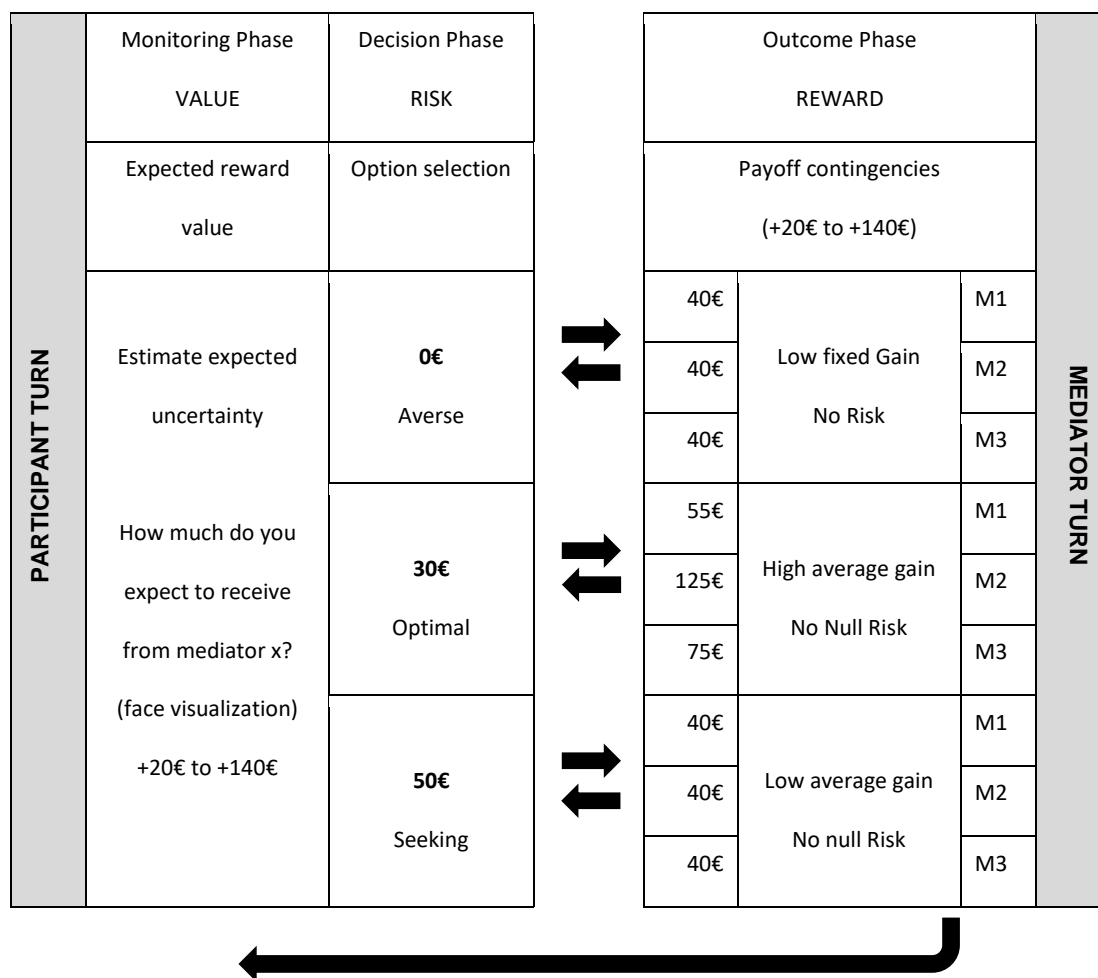 PARTICIPANT TURN
Monitoring Phase
VALUE
Decision Phase
RISK
Expected reward
value
Option selection
Estimate expected
uncertainty
How much do you
expect to receive
from mediator x?
(face visualization)
+20€ to +140€
0€
Averse
30€
Optimal
50€
Seeking
Outcome Phase
REWARD
Payoff contingencies
(+20€ to +140€)
40€
40€
40€
Low fixed Gain
No Risk
M1
M2
M3
55€
125€
75€
High average gain
No Null Risk
M1
M2
M3
40€
40€
40€
Low average gain
No null Risk
M1
M2
M3
MEDIATOR TURN